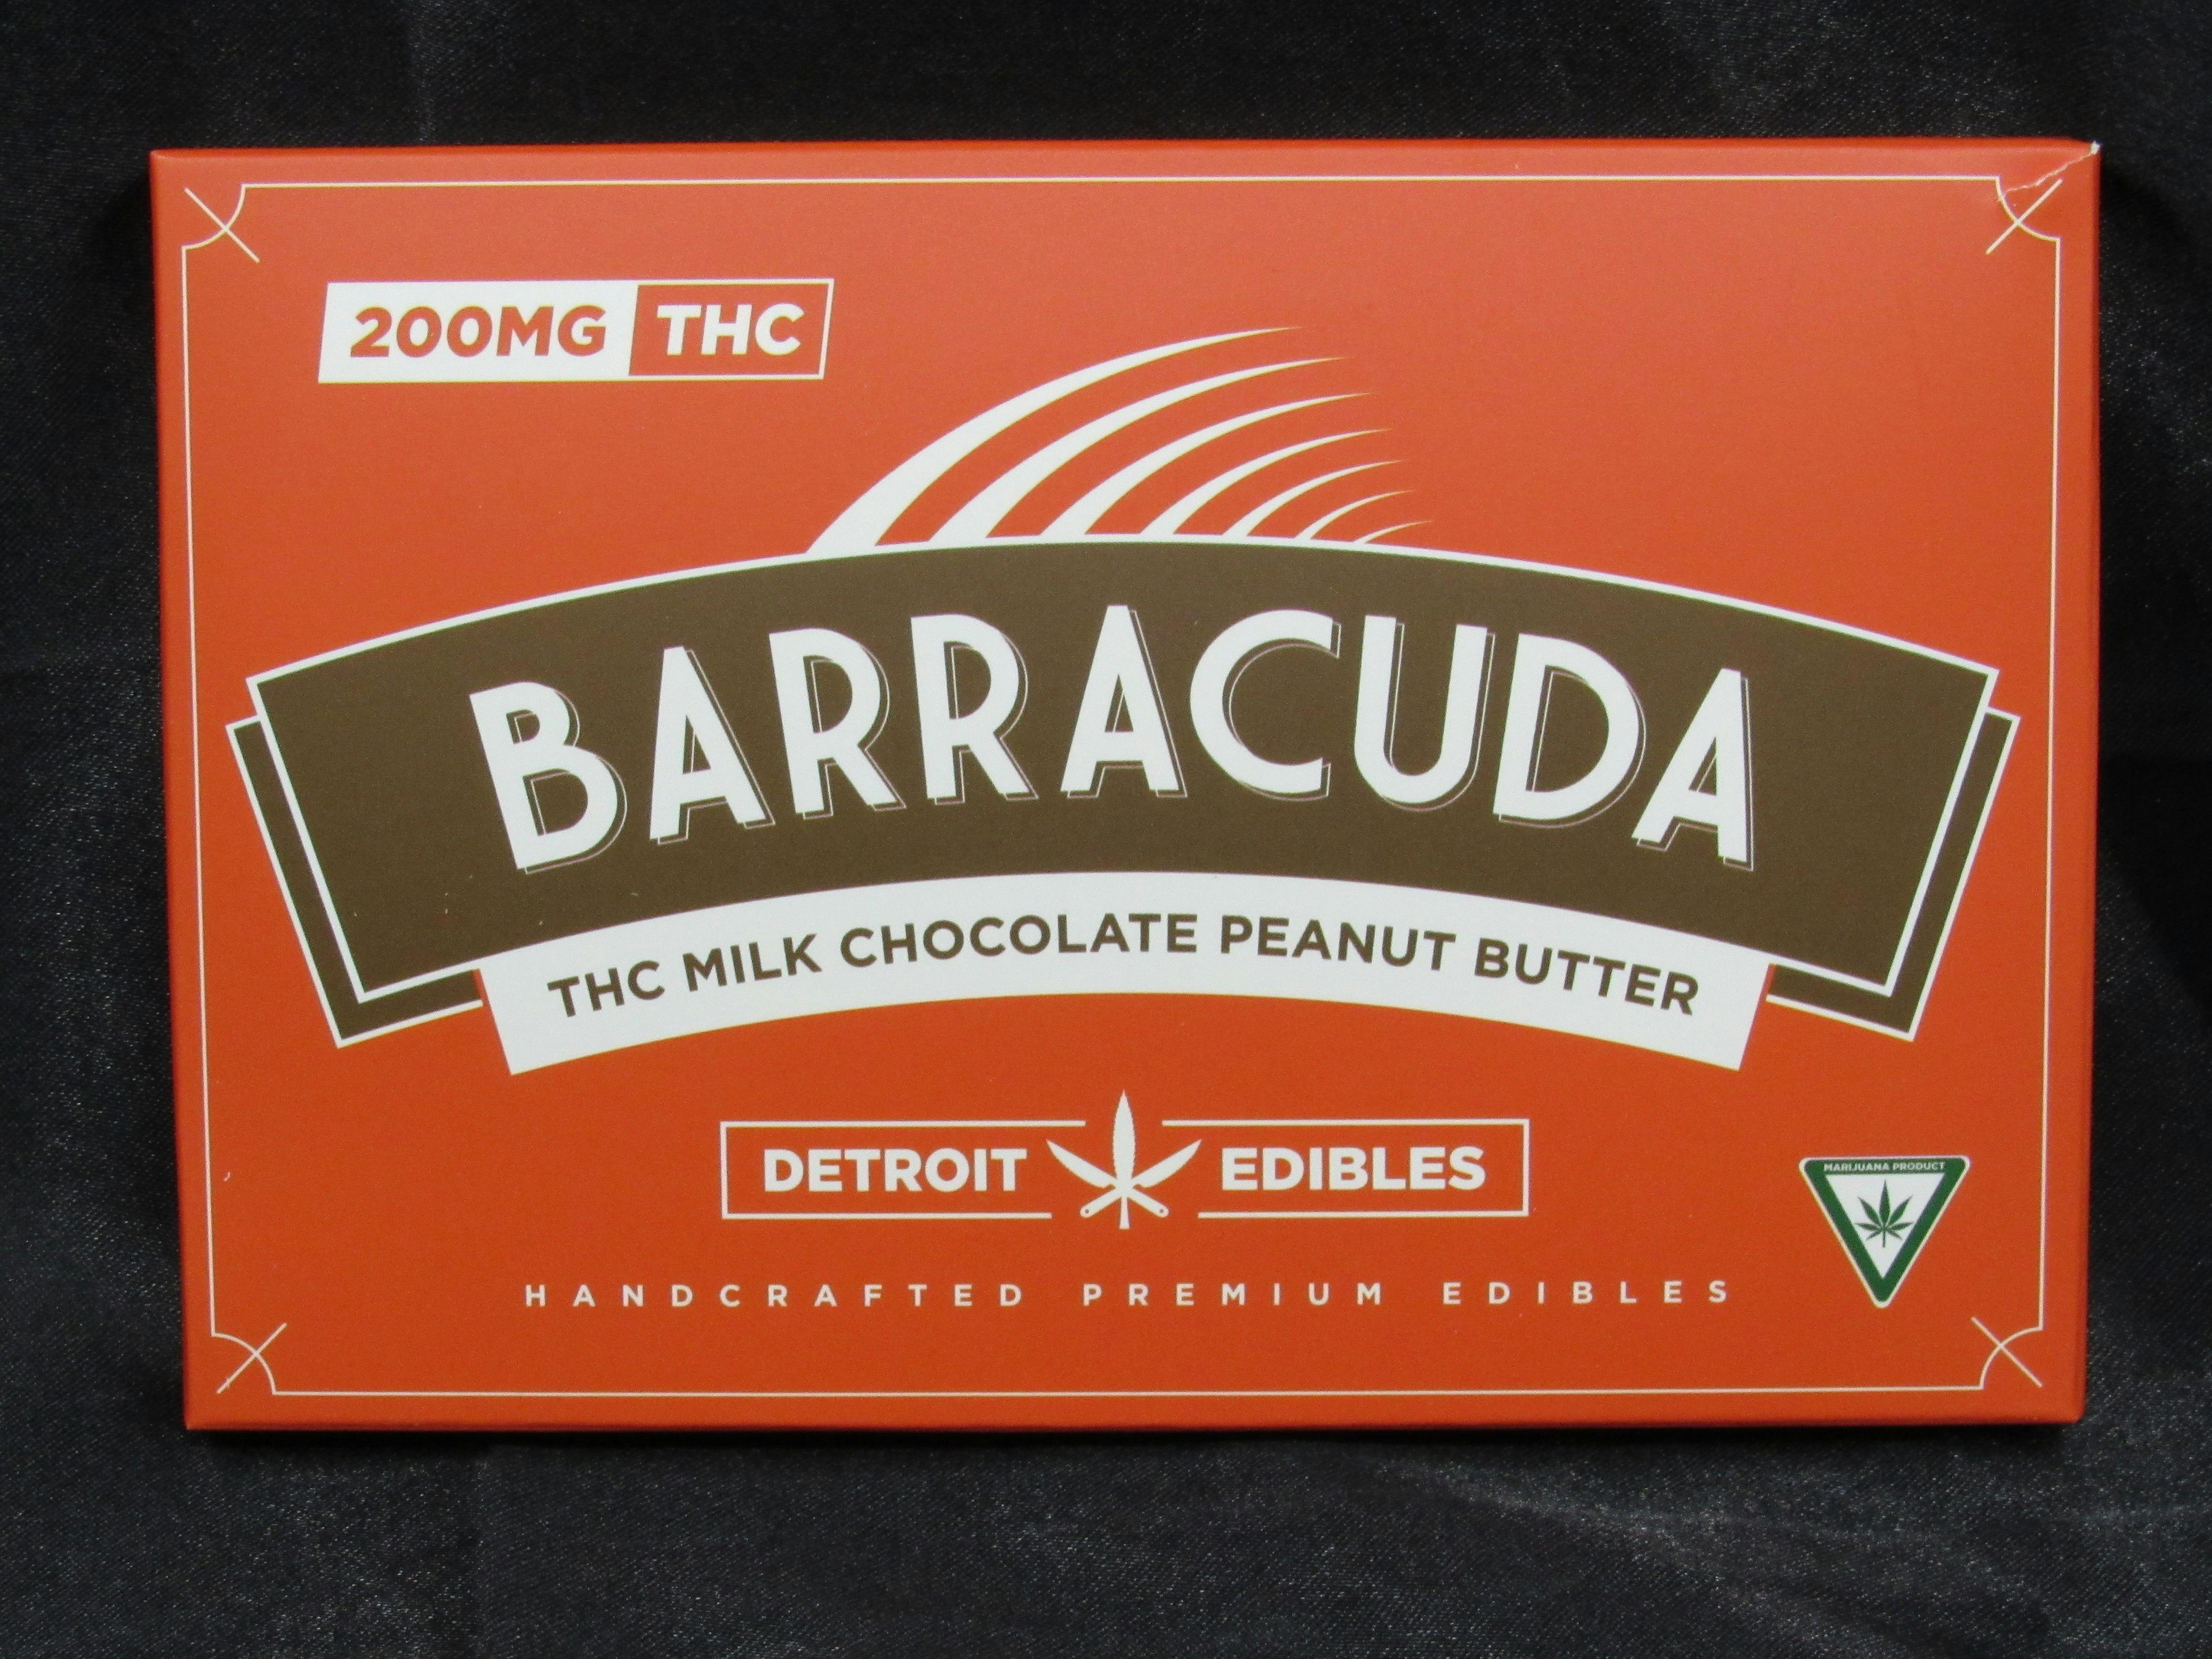 200MG THC
BARRACUDA
THC MILK CHOCOLATE PEANUT BUTTER
DETROIT EDIBLES
MARIJUANA PRODUCT
HANDCRAFTED PREMIUM EDIBLES